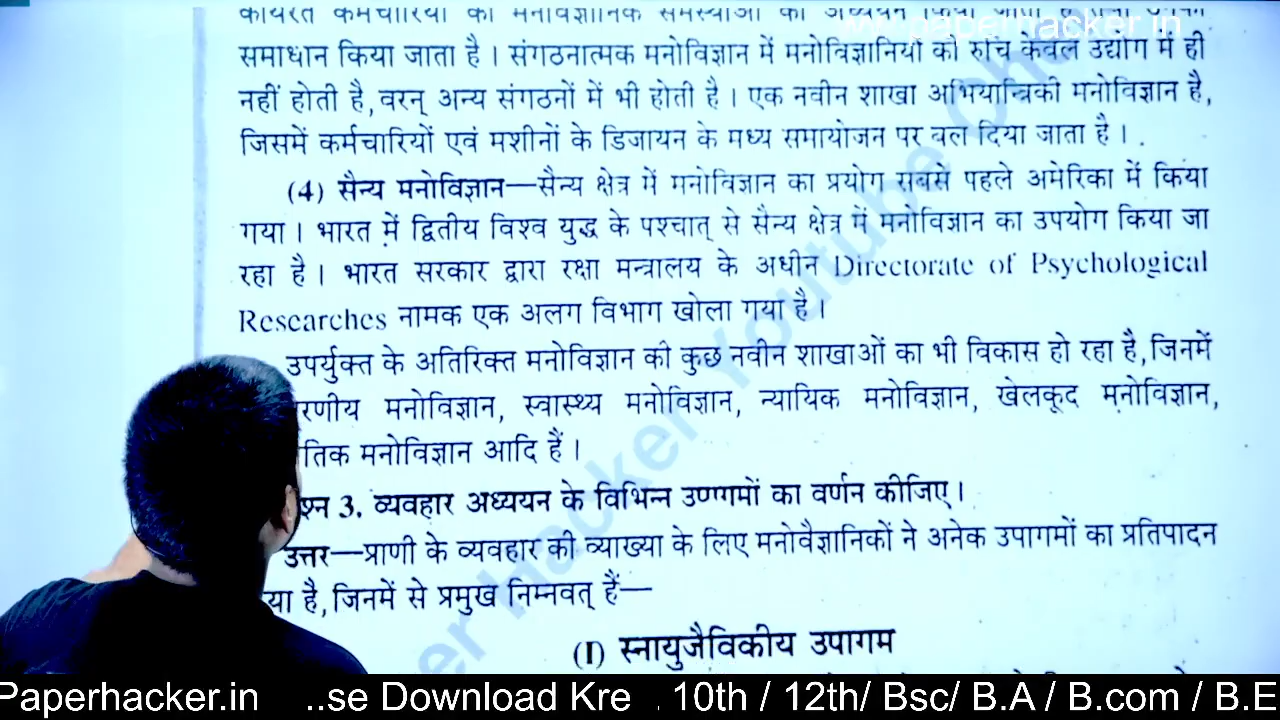 www.paperhacker.in
समाधान किया जाता है । संगठनात्मक मनोविज्ञान में मनोविज्ञानियों की रुचि केवल उद्योग में ही
नहीं होती है, वरन् अन्य संगठनों में भी होती है । एक नवीन शाखा अभियान्त्रिकी मनोविज्ञान है,
जिसमें कर्मचारियों एवं मशीनों के डिजायन के मध्य समायोजन पर बल दिया जाता है ।
(4) सैन्य मनोविज्ञान—सैन्य क्षेत्र में मनोविज्ञान का प्रयोग सबसे पहले अमेरिका में किया
गया । भारत में द्वितीय विश्व युद्ध के पश्चात् से सैन्य क्षेत्र में मनोविज्ञान का उपयोग किया जा
रहा है । भारत सरकार द्वारा रक्षा मन्त्रालय के अधीन Directorate of Psychological
Researches नामक एक अलग विभाग खोला गया है ।
उपर्युक्त के अतिरिक्त मनोविज्ञान की कुछ नवीन शाखाओं का भी विकास हो रहा है, जिनमें
मनोविज्ञान, स्वास्थ्य मनोविज्ञान, न्यायिक मनोविज्ञान, खेलकूद मनोविज्ञान,
मनोविज्ञान आदि हैं ।
3. व्यवहार अध्ययन के विभिन्न का वर्णन कीजिए ।
उत्तर—प्राणी के व्यवहार की व्याख्या के लिए मनोवैज्ञानिकों ने अनेक उपागमों का प्रतिपादन
है, जिनमें से प्रमुख निम्नवत् हैं—
(I) स्नायुजैविकीय उपागम
Paperhacker.in ..se Download Kre . 10th / 12th/ Bsc/ B.A / B.com / B.E